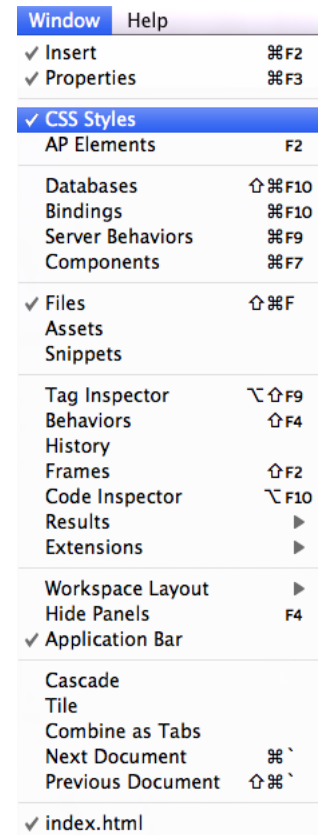 Window Help
✓ Insert ⌘F2
✓ Properties ⌘F3
✓ CSS Styles
AP Elements F2
Databases ⇧⌘F10
Bindings ⌘F10
Server Behaviors ⌘F9
Components ⌘F7
✓ Files ⇧⌘F
Assets
Snippets
Tag Inspector ⌥⇧F9
Behaviors ⇧F4
History
Frames ⇧F2
Code Inspector ⌥F10
Results ▶
Extensions ▶
Workspace Layout ▶
Hide Panels F4
✓ Application Bar
Cascade
Tile
Combine as Tabs
Next Document ⌘`
Previous Document ⇧⌘`
✓ index.html